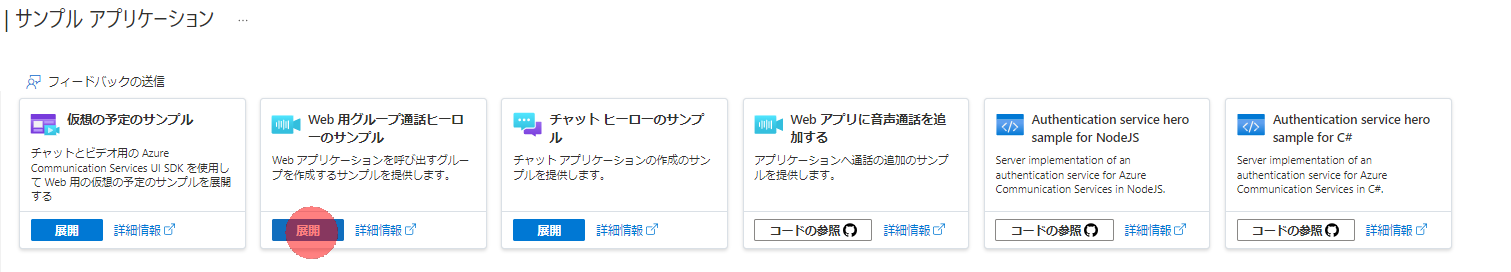 | サンプル アプリケーション ...
フィードバックの送信
仮想の予定のサンプル
チャットとビデオ用の Azure
Communication Services UI SDK を使用し
て Web 用の仮想の予定のサンプルを展開
する
展開 詳細情報
Web 用グループ通話ヒーロ
ーのサンプル
Web アプリケーションを呼び出すグルー
プを作成するサンプルを提供します。
展開 詳細情報
チャット ヒーローのサンプ
ル
チャット アプリケーションの作成のサン
プルを提供します。
展開 詳細情報
Web アプリに音声通話を追
加する
アプリケーションへ通話の追加のサンプ
ルを提供します。
コードの参照 詳細情報
Authentication service hero
sample for NodeJS
Server implementation of an
authentication service for Azure
Communication Services in NodeJS.
コードの参照 詳細情報
Authentication service hero
sample for C#
Server implementation of an
authentication service for Azure
Communication Services in C#.
コードの参照 詳細情報